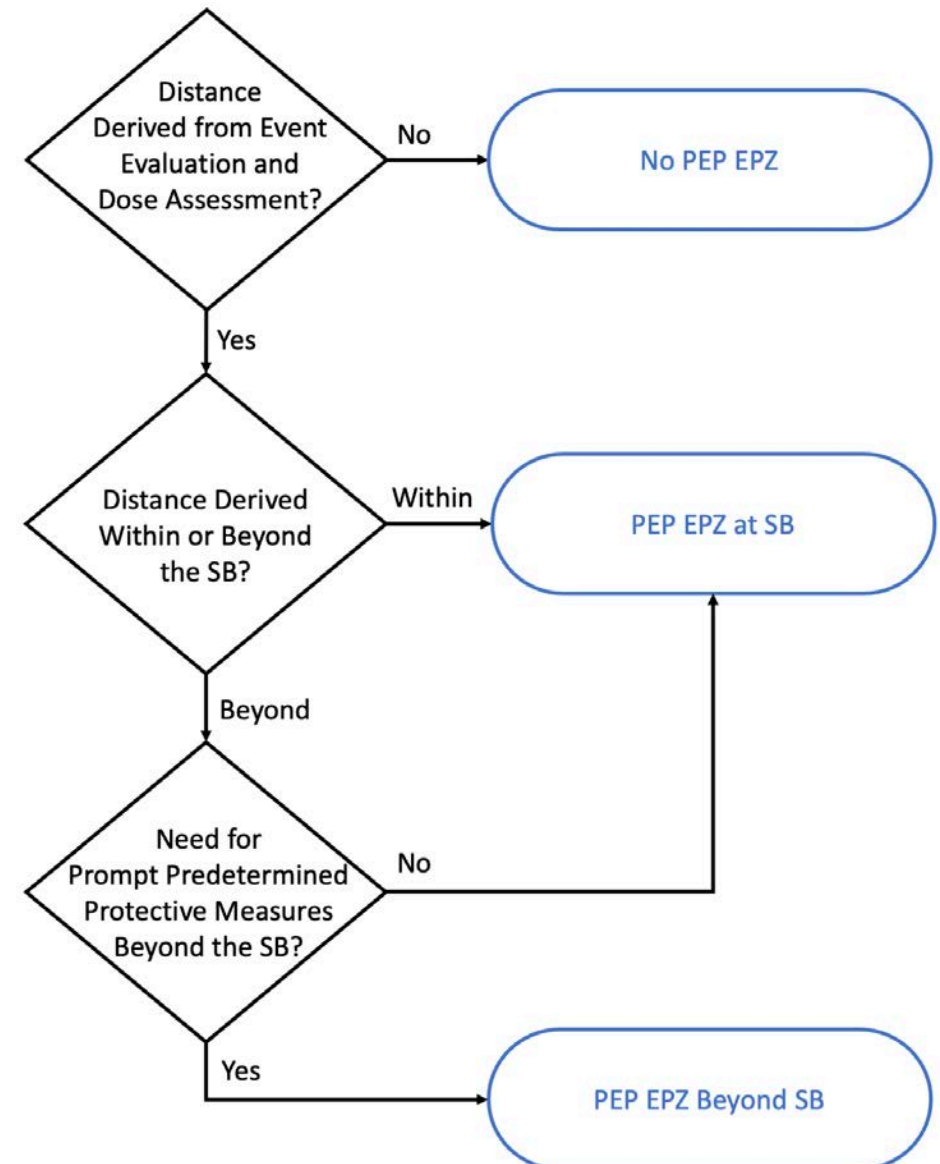 Distance
Derived from Event
Evaluation and
Dose Assessment?
No
No PEP EPZ
Yes
Distance Derived
Within or Beyond
the SB?
Within
PEP EPZ at SB
Beyond
Need for
Prompt Predetermined
Protective Measures
Beyond the SB?
No
Yes
PEP EPZ Beyond SB